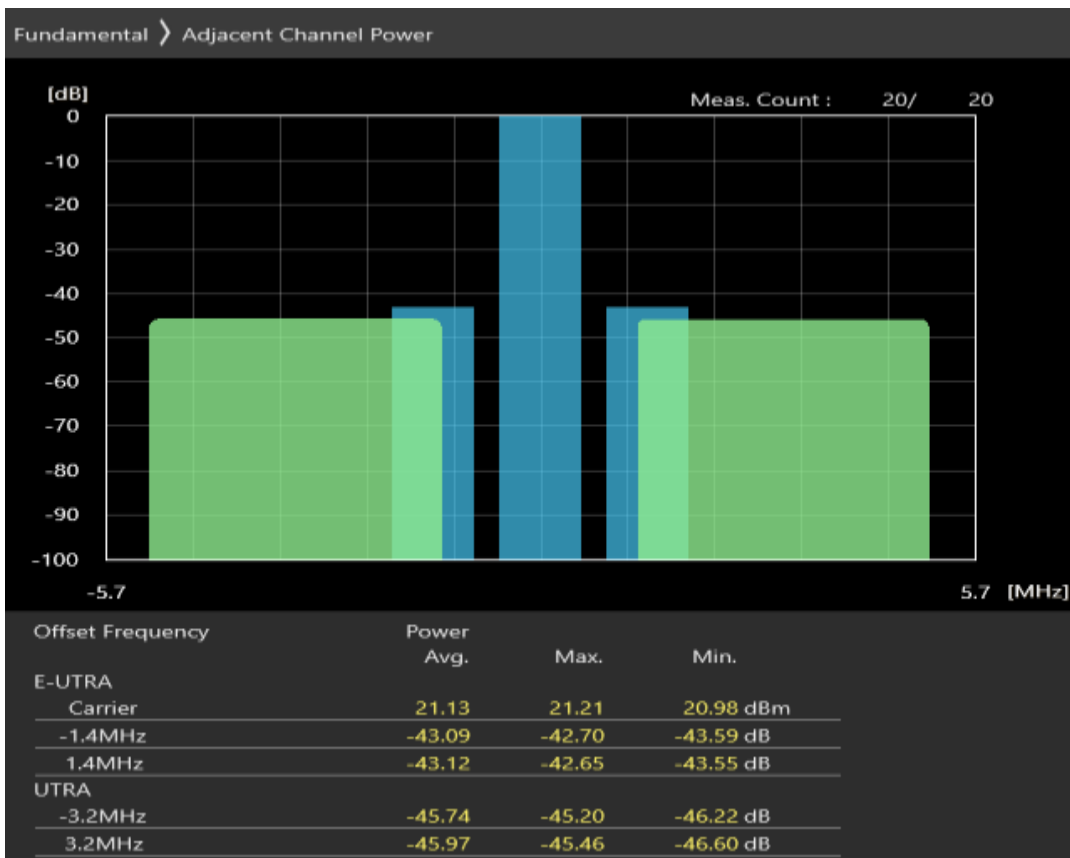 Fundamental 〉 Adjacent Channel Power
[dB]
Meas. Count : 20/ 20
0
-10
-20
-30
-40
-50
-60
-70
-80
-90
-100
-5.7 5.7 [MHz]
Offset Frequency Power
Avg. Max. Min.
E-UTRA
Carrier 21.13 21.21 20.98 dBm
-1.4MHz -43.09 -42.70 -43.59 dB
1.4MHz -43.12 -42.65 -43.55 dB
UTRA
-3.2MHz -45.74 -45.20 -46.22 dB
3.2MHz -45.97 -45.46 -46.60 dB